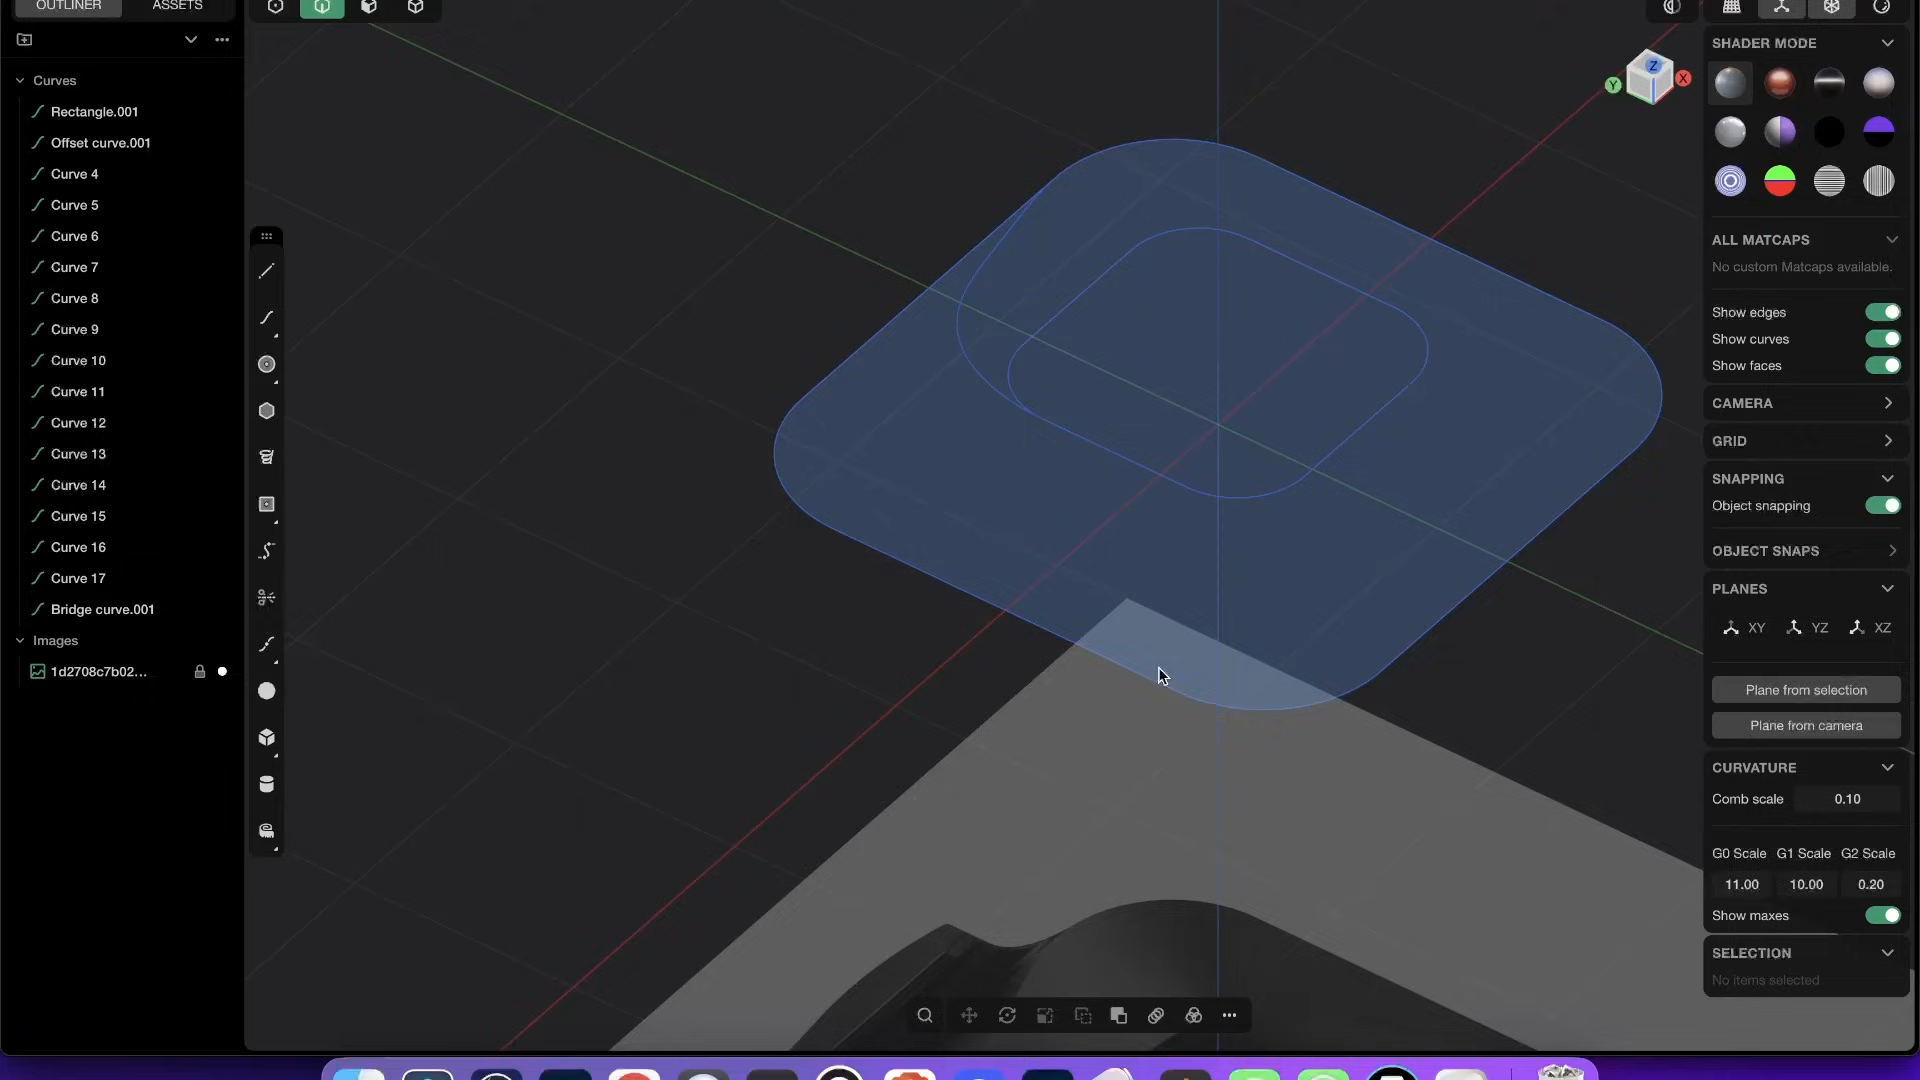 OUTLINER
ASSETS
Curves
Rectangle.001
Offset curve.001
Curve 4
Curve 5
Curve 6
Curve 7
Curve 8
Curve 9
Curve 10
Curve 11
Curve 12
Curve 13
Curve 14
Curve 15
Curve 16
Curve 17
Bridge curve.001
Images
1d2708c7b02...
Z
Y
X
SHADER MODE
ALL MATCAPS
No custom Matcaps available.
Show edges
Show curves
Show faces
CAMERA
GRID
SNAPPING
Object snapping
OBJECT SNAPS
PLANES
XY
YZ
XZ
Plane from selection
Plane from camera
CURVATURE
Comb scale 0.10
G0 Scale G1 Scale G2 Scale
11.00 10.00 0.20
Show maxes
SELECTION
No items selected